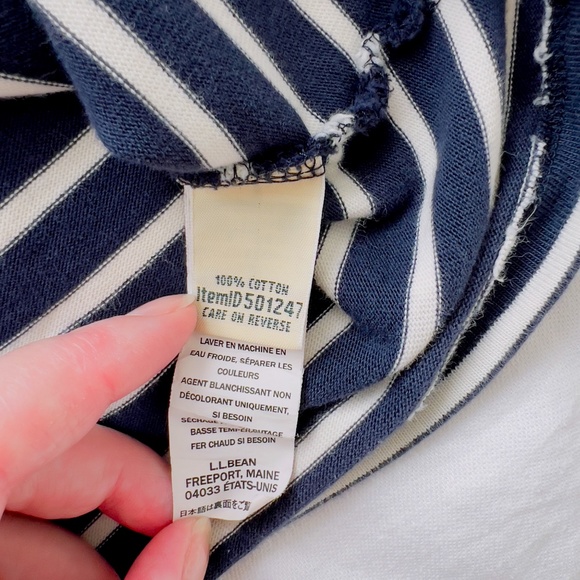 100% COTTON
ItemID501247
CARE ON REVERSE
LAVER EN MACHINE EN
EAU FROIDE, SÉPARER LES
COULEURS
AGENT BLANCHISSANT NON
DÉCOLORANT UNIQUEMENT,
SI BESOIN
BASSE
FER CHAUD SI BESOIN
L.L.BEAN
FREEPORT, MAINE
04033 ÉTATS-UNIS
日本語は裏面をご覧